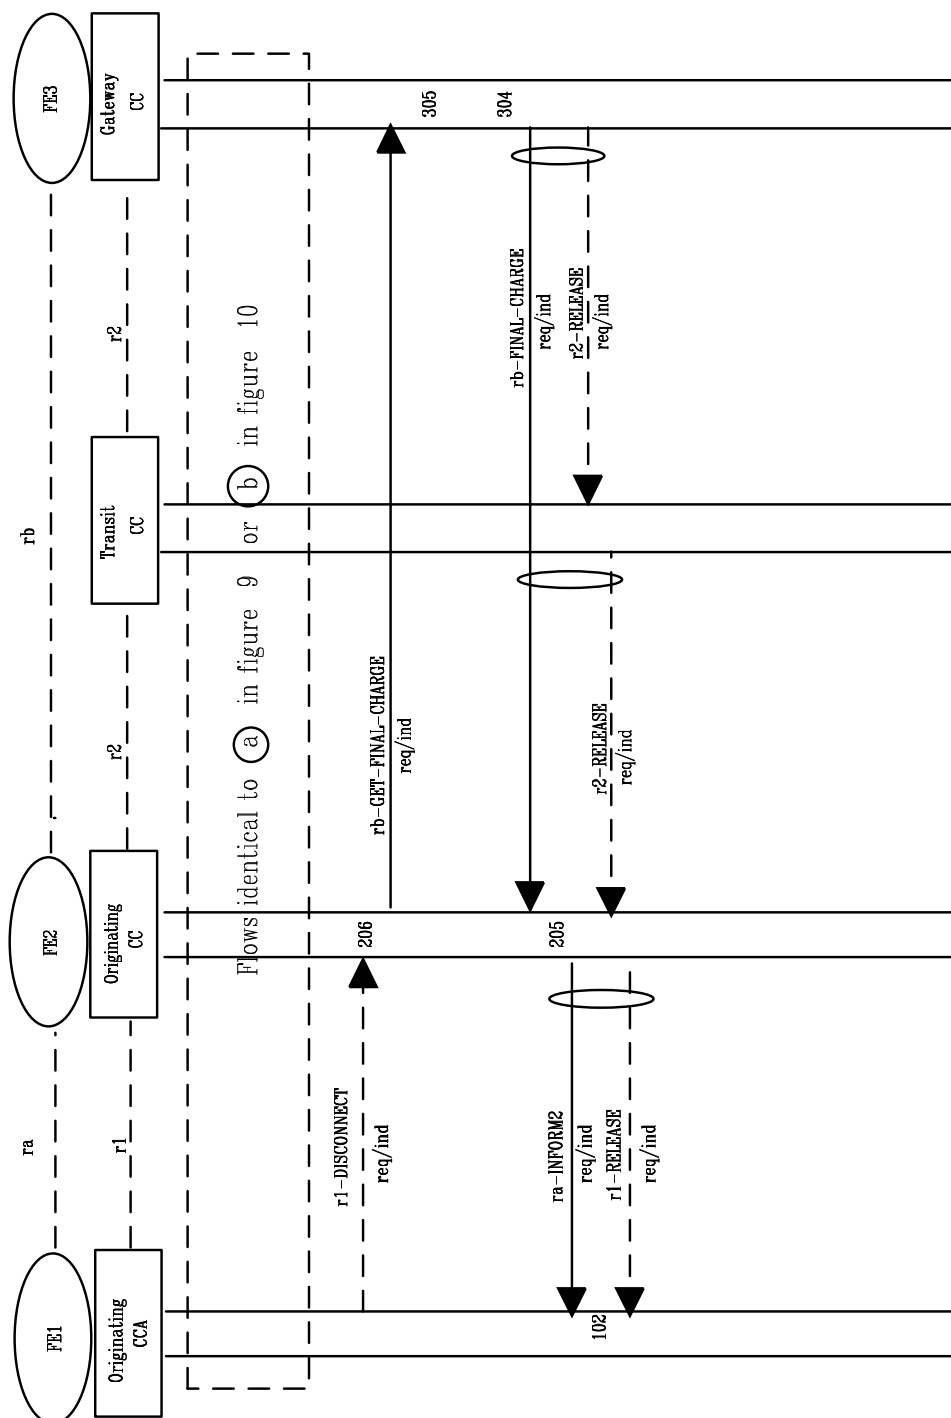 ra
rb
FE1
FE2
FE3
r1
r2
r2
Originating
CCA
Originating
CC
Transit
CC
Gateway
CC
Flows identical to a in figure 9 or b in figure 10
r1-DISCONNECT
req/ind
206
rb-GET-FINAL-CHARGE
req/ind
305
304
rb-FINAL-CHARGE
req/ind
r2-RELEASE
req/ind
205
r2-RELEASE
req/ind
ra-INFORM2
req/ind
r1-RELEASE
req/ind
102